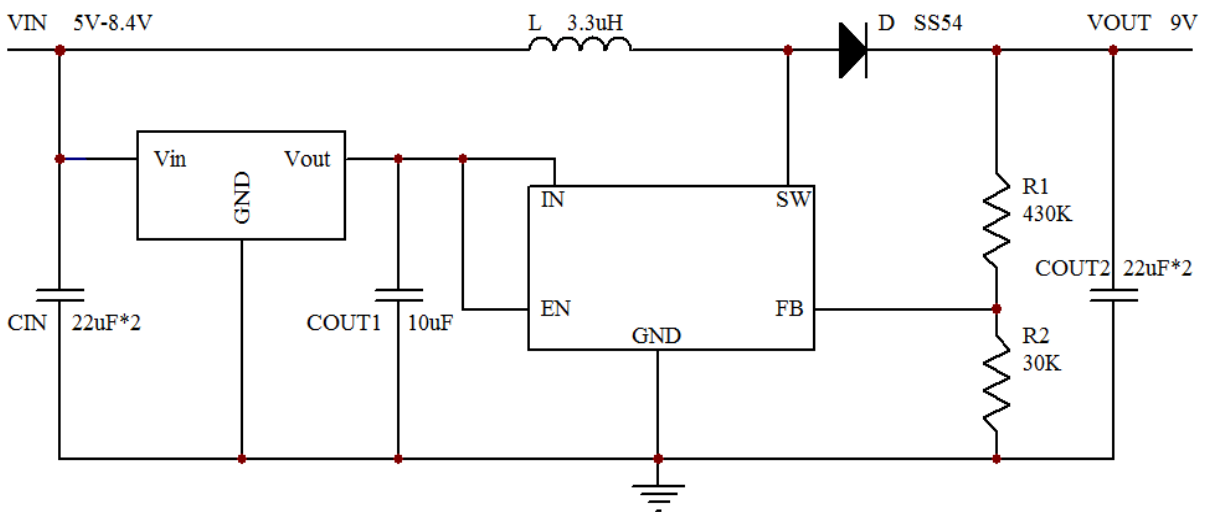 VIN 5V-8.4V
L 3.3uH
D SS54
VOUT 9V
Vin
Vout
GND
IN
SW
R1
430K
COUT2 22uF*2
CIN 22uF*2
COUT1 10uF
EN
FB
GND
R2
30K